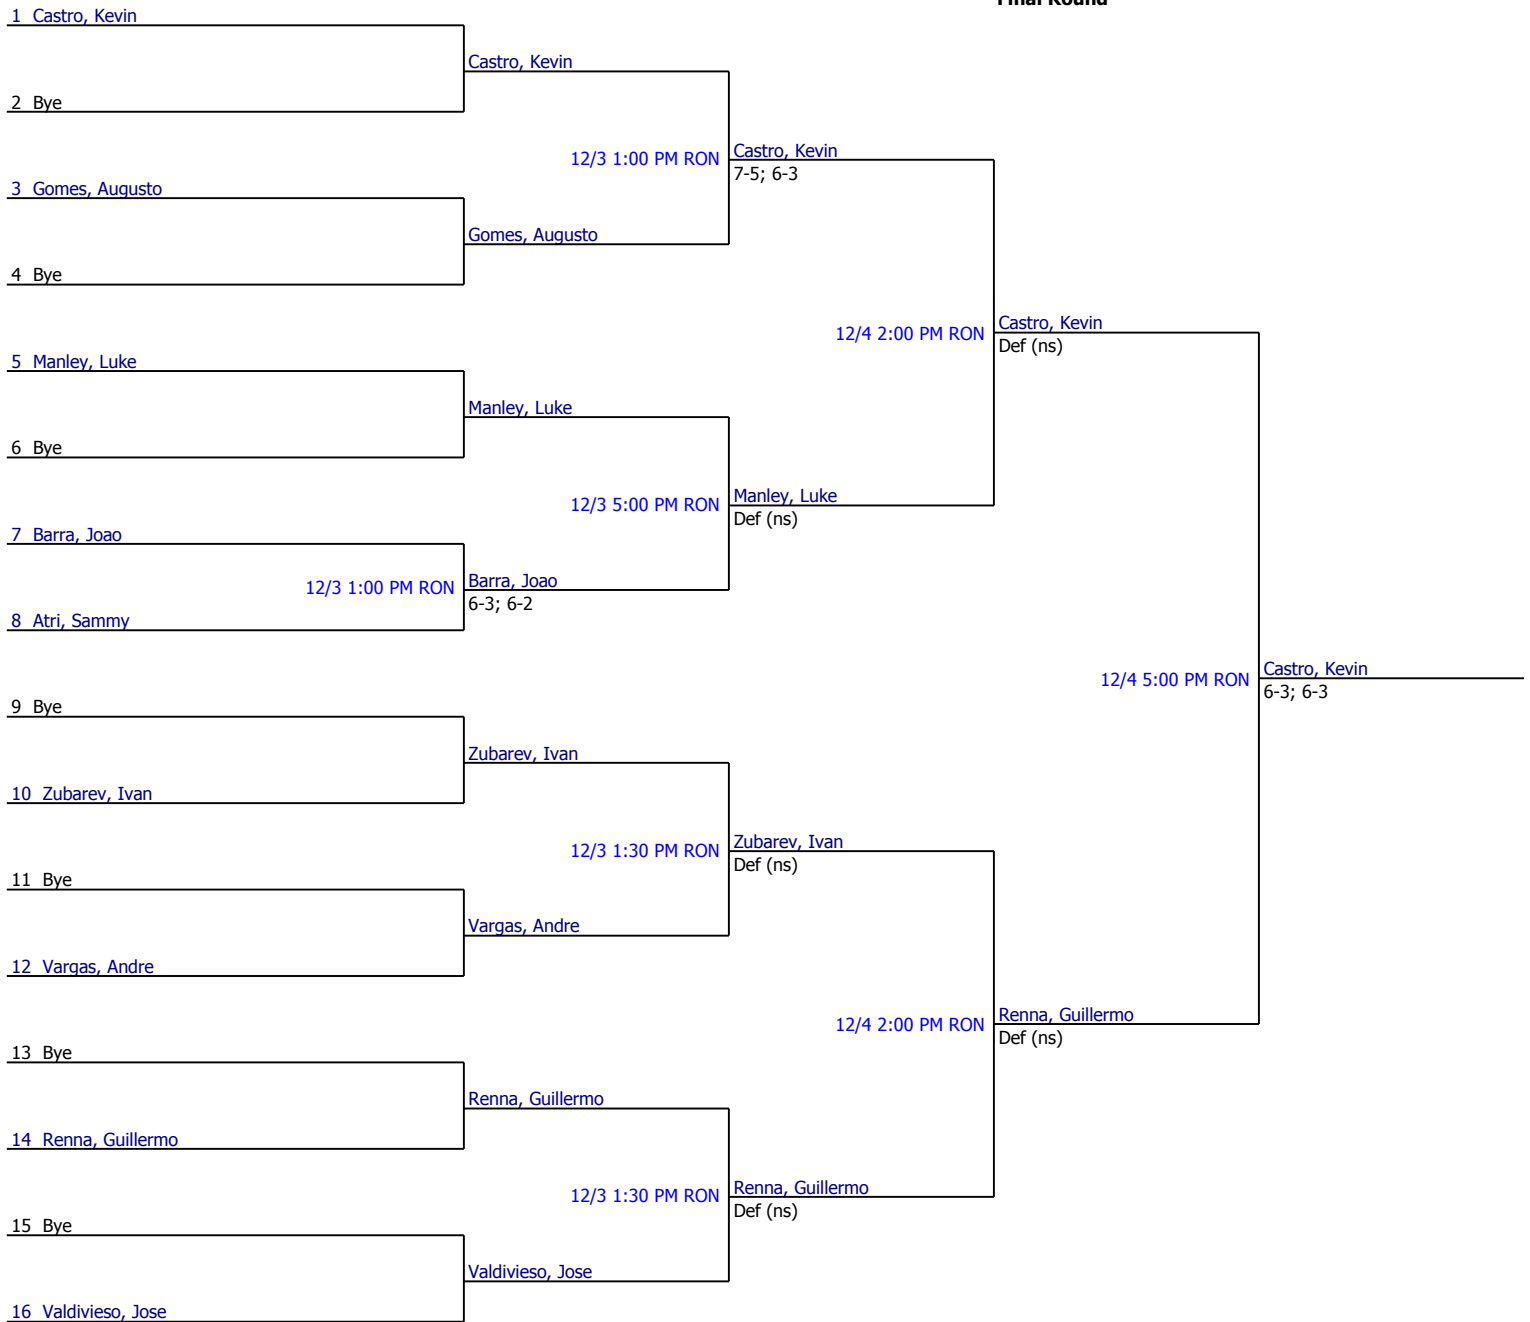 Final Round
1 Castro, Kevin
Castro, Kevin
2 Bye
12/3 1:00 PM RON
Castro, Kevin
7-5; 6-3
3 Gomes, Augusto
Gomes, Augusto
4 Bye
12/4 2:00 PM RON
Castro, Kevin
Def (ns)
5 Manley, Luke
Manley, Luke
6 Bye
12/3 5:00 PM RON
Manley, Luke
Def (ns)
7 Barra, Joao
12/3 1:00 PM RON
Barra, Joao
6-3; 6-2
8 Atri, Sammy
12/4 5:00 PM RON
Castro, Kevin
6-3; 6-3
9 Bye
Zubarev, Ivan
10 Zubarev, Ivan
12/3 1:30 PM RON
Zubarev, Ivan
Def (ns)
11 Bye
Vargas, Andre
12 Vargas, Andre
12/4 2:00 PM RON
Renna, Guillermo
Def (ns)
13 Bye
Renna, Guillermo
14 Renna, Guillermo
12/3 1:30 PM RON
Renna, Guillermo
Def (ns)
15 Bye
Valdivieso, Jose
16 Valdivieso, Jose